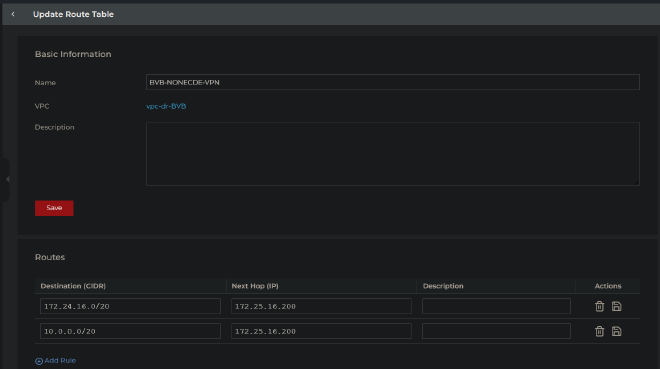 Update Route Table
Basic Information
Name BVB-NONECDE-VPN
VPC vpc-dr-BVB
Description
Save
Routes
Destination (CIDR) Next Hop (IP) Description Actions
172.24.16.0/20 172.25.16.200
10.0.0.0/20 172.25.16.200
Add Rule